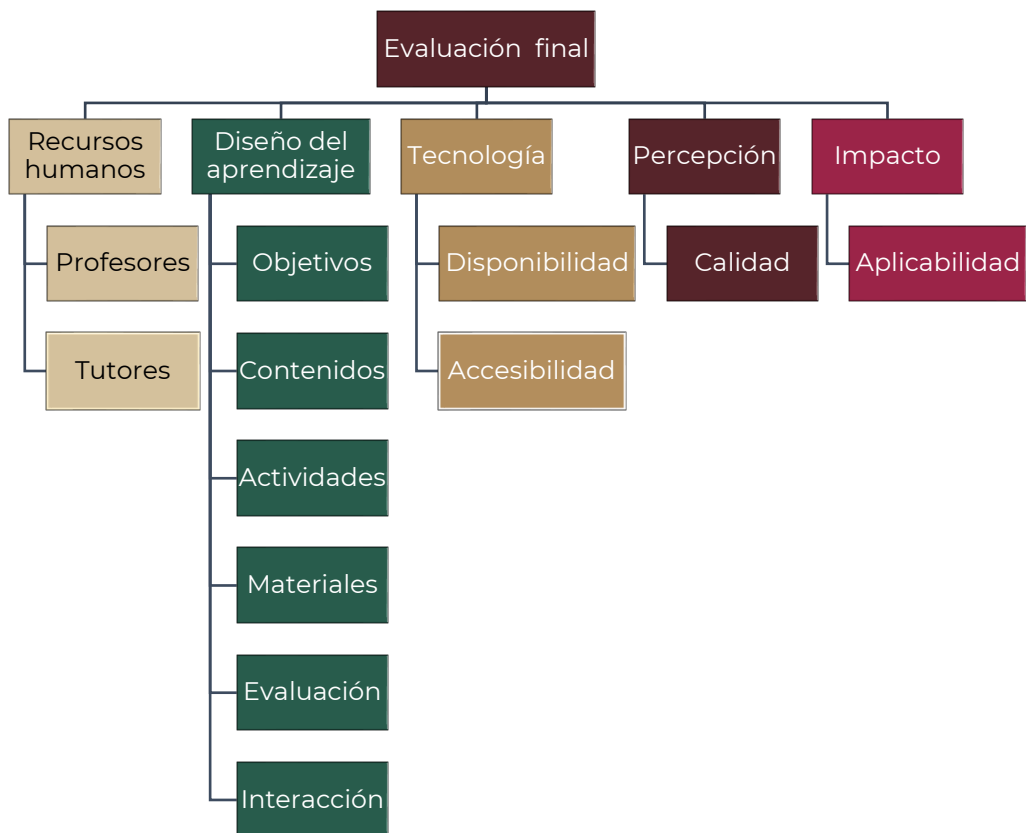 Evaluación final
Recursos
humanos
Diseño del
aprendizaje
Tecnología
Percepción
Impacto
Profesores
Objetivos
Disponibilidad
Calidad
Aplicabilidad
Tutores
Contenidos
Accesibilidad
Actividades
Materiales
Evaluación
Interacción